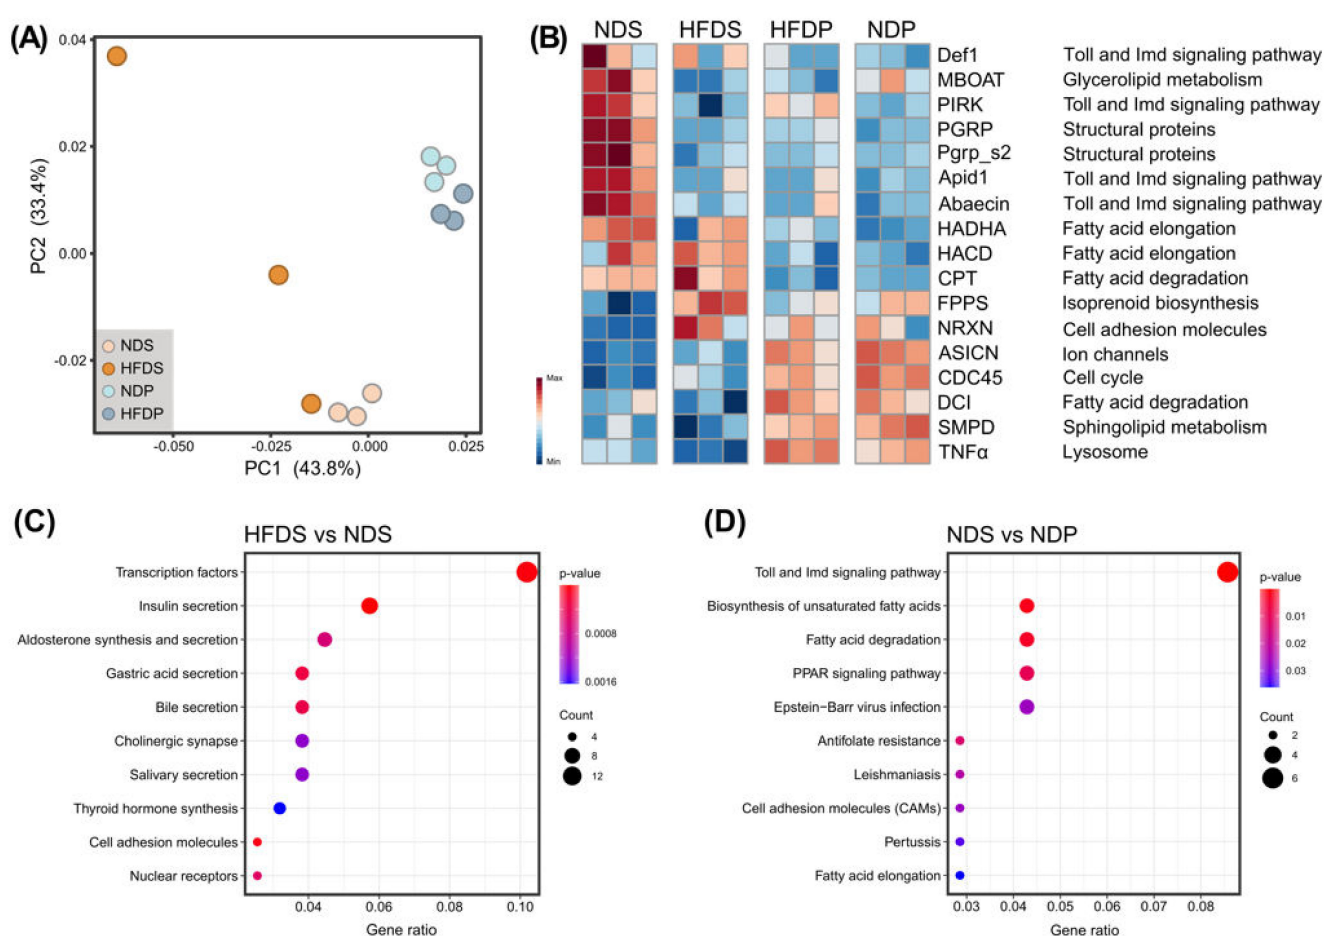 (A)
0.04
0.02
0.00
-0.02
PC2 (33.4%)
NDS
HFDS
NDP
HFDP
-0.050
-0.025
0.000
0.025
PC1 (43.8%)
(B)
NDS
HFDS
HFDP
NDP
Def1 Toll and Imd signaling pathway
MBOAT Glycerolipid metabolism
PIRK Toll and Imd signaling pathway
PGRP Structural proteins
Pgrp_s2 Structural proteins
Apid1 Toll and Imd signaling pathway
Abaecin Toll and Imd signaling pathway
HADHA Fatty acid elongation
HACD Fatty acid elongation
CPT Fatty acid degradation
FPPS Isoprenoid biosynthesis
NRXN Cell adhesion molecules
ASICN Ion channels
CDC45 Cell cycle
DCI Fatty acid degradation
SMPD Sphingolipid metabolism
TNFα Lysosome
Max
Min
(C)
HFDS vs NDS
Transcription factors
Insulin secretion
Aldosterone synthesis and secretion
Gastric acid secretion
Bile secretion
Cholinergic synapse
Salivary secretion
Thyroid hormone synthesis
Cell adhesion molecules
Nuclear receptors
0.04
0.06
0.08
0.10
Gene ratio
p-value
0.0008
0.0016
Count
4
8
12
(D)
NDS vs NDP
Toll and Imd signaling pathway
Biosynthesis of unsaturated fatty acids
Fatty acid degradation
PPAR signaling pathway
Epstein−Barr virus infection
Antifolate resistance
Leishmaniasis
Cell adhesion molecules (CAMs)
Pertussis
Fatty acid elongation
0.03
0.04
0.05
0.06
0.07
0.08
Gene ratio
p-value
0.01
0.02
0.03
Count
2
4
6